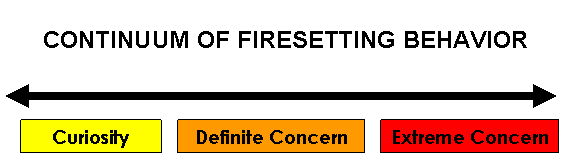 CONTINUUM OF FIRESETTING BEHAVIOR
Curiosity
Definite Concern
Extreme Concern